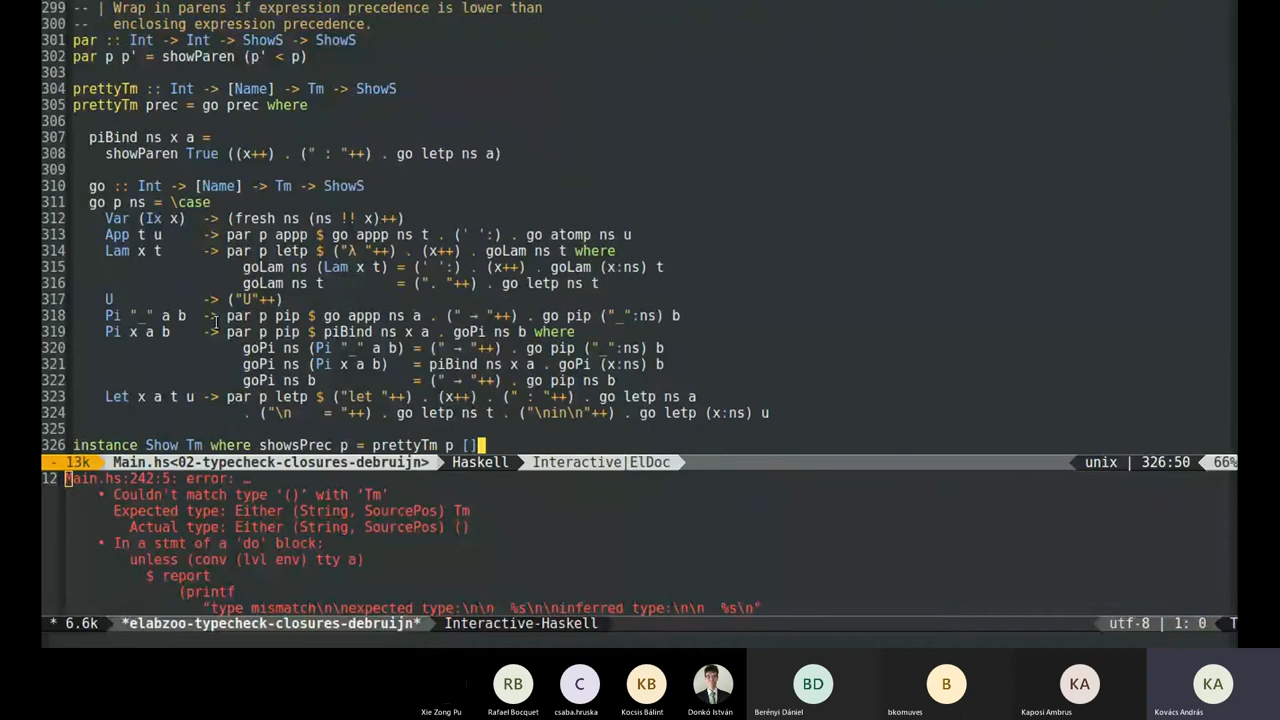 299 -- | Wrap in parens if expression precedence is lower than
300 --   enclosing expression precedence.
301 par :: Int -> Int -> ShowS -> ShowS
302 par p p' = showParen (p' < p)
303
304 prettyTm :: Int -> [Name] -> Tm -> ShowS
305 prettyTm prec = go prec where
306
307   piBind ns x a =
308     showParen True ((x++) . (" : "++) . go letp ns a)
309
310   go :: Int -> [Name] -> Tm -> ShowS
311   go p ns = \case
312     Var (Ix x)  -> (fresh ns (ns !! x)++)
313     App t u     -> par p appp $ go appp ns t . (' ':) . go atomp ns u
314     Lam x t     -> par p letp $ ("λ "++) . (x++) . goLam ns t where
315                      goLam ns (Lam x t) = (' ':) . (x++) . goLam (x:ns) t
316                      goLam ns t         = (". "++) . go letp ns t
317     U           -> ("U"++)
318     Pi "_" a b  -> par p pip $ go appp ns a . (" → "++) . go pip ("_":ns) b
319     Pi x a b    -> par p pip $ piBind ns x a . goPi ns b where
320                      goPi ns (Pi "_" a b) = (" → "++) . go pip ("_":ns) b
321                      goPi ns (Pi x a b)   = piBind ns x a . goPi (x:ns) b
322                      goPi ns b            = (" → "++) . go pip ns b
323     Let x a t u -> par p letp $ ("let "++) . (x++) . (" : "++) . go letp ns a
324                      . ("\n    = "++) . go letp ns t . ("\nin\n"++) . go letp (x:ns) u
325
326 instance Show Tm where showsPrec p = prettyTm p []
- 13k Main.hs<02-typecheck-closures-debruijn> Haskell Interactive|ElDoc unix | 326:50 66%
12 Main.hs:242:5: error: …
    • Couldn't match type ‘()’ with ‘Tm’
      Expected type: Either (String, SourcePos) Tm
        Actual type: Either (String, SourcePos) ()
    • In a stmt of a 'do' block:
        unless (conv (lvl env) tty a)
          $ report
              (printf
                 "type mismatch\n\nexpected type:\n\n  %s\n\ninferred type:\n\n  %s\n"
* 6.6k *elabzoo-typecheck-closures-debruijn* Interactive-Haskell utf-8 | 1: 0 T
RB C KB BD B KA KA
Xie Zong Pu Rafael Bocquet csaba.hruska Kocsis Bálint Donkó István Berényi Dániel bkomuves Kaposi Ambrus Kovács András